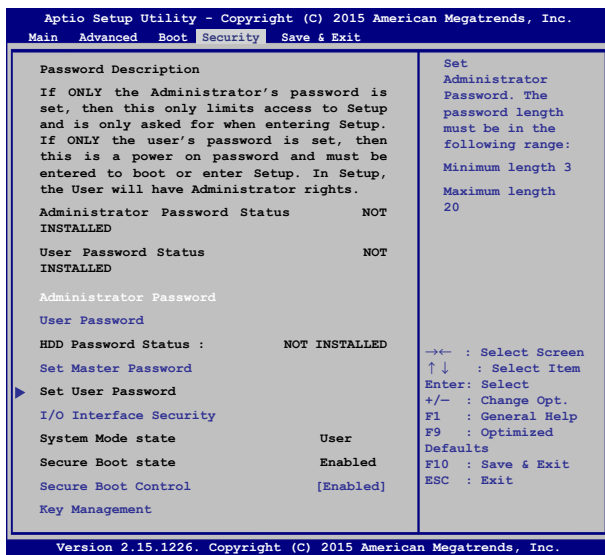 Aptio Setup Utility - Copyright (C) 2015 American Megatrends, Inc.
Main Advanced Boot Security Save & Exit
Password Description
If ONLY the Administrator's password is
set, then this only limits access to Setup
and is only asked for when entering Setup.
If ONLY the user's password is set, then
this is a power on password and must be
entered to boot or enter Setup. In Setup,
the User will have Administrator rights.
Administrator Password Status NOT
INSTALLED
User Password Status NOT
INSTALLED
Administrator Password
User Password
HDD Password Status : NOT INSTALLED
Set Master Password
Set User Password
I/O Interface Security
System Mode state User
Secure Boot state Enabled
Secure Boot Control [Enabled]
Key Management
Set
Administrator
Password. The
password length
must be in the
following range:
Minimum length 3
Maximum length
20
→← : Select Screen
↑↓ : Select Item
Enter: Select
+/— : Change Opt.
F1 : General Help
F9 : Optimized
Defaults
F10 : Save & Exit
ESC : Exit
Version 2.15.1226. Copyright (C) 2015 American Megatrends, Inc.